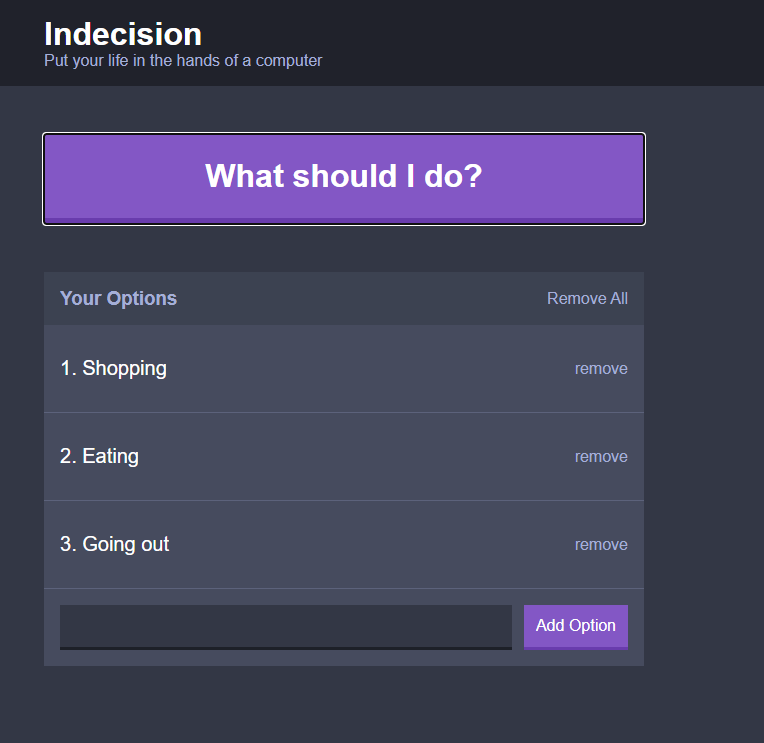 Indecision
Put your life in the hands of a computer
What should I do?
Your Options
Remove All
1. Shopping
remove
2. Eating
remove
3. Going out
remove
Add Option